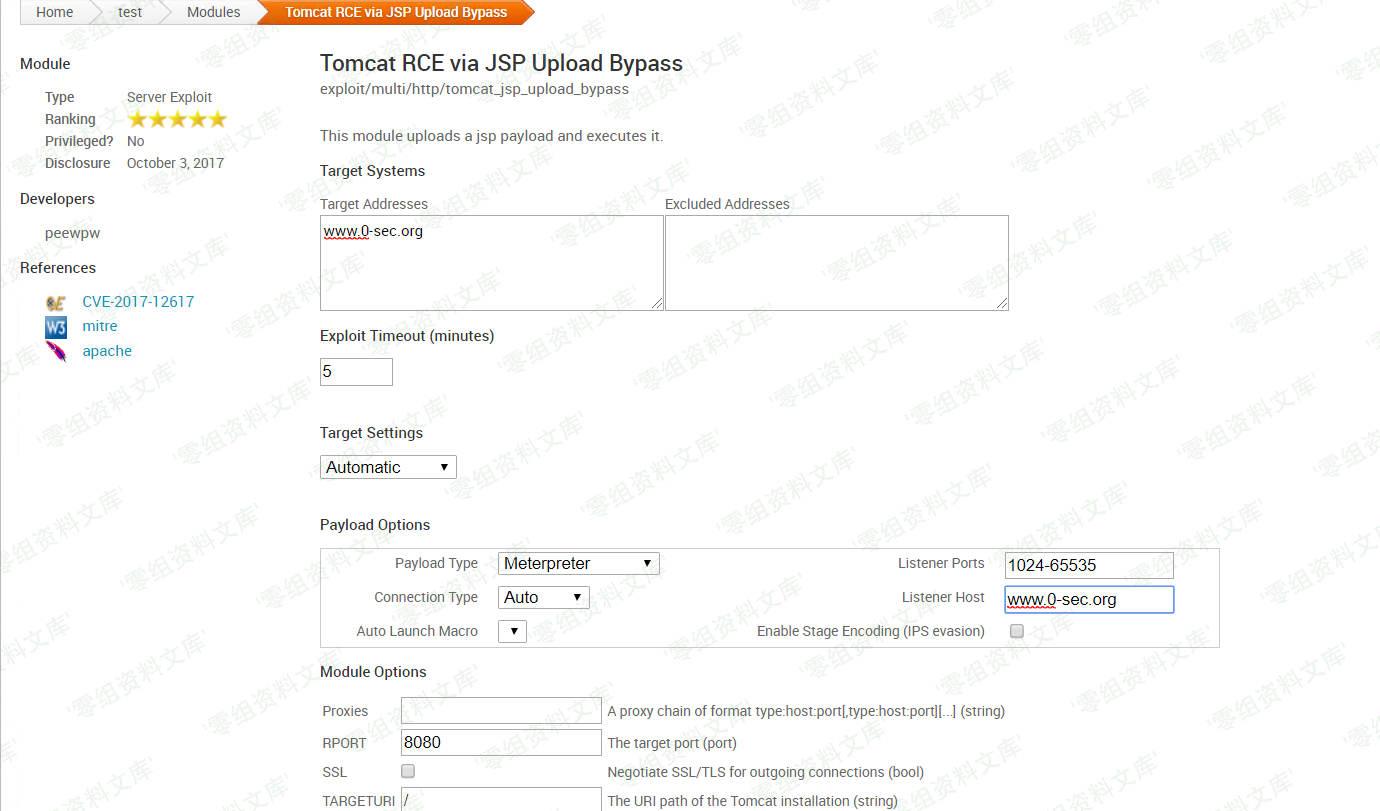 Home test Modules Tomcat RCE via JSP Upload Bypass
Module
Type Server Exploit
Ranking
Privileged? No
Disclosure October 3, 2017
Developers
peewpw
References
CVE-2017-12617
W3 mitre
apache
Tomcat RCE via JSP Upload Bypass
exploit/multi/http/tomcat_jsp_upload_bypass
This module uploads a jsp payload and executes it.
Target Systems
Target Addresses Excluded Addresses
www.0-sec.org
Exploit Timeout (minutes)
5
Target Settings
Automatic
Payload Options
Payload Type Meterpreter Listener Ports 1024-65535
Connection Type Auto Listener Host www.0-sec.org
Auto Launch Macro Enable Stage Encoding (IPS evasion)
Module Options
Proxies A proxy chain of format type:host:port[,type:host:port][...] (string)
RPORT 8080 The target port (port)
SSL Negotiate SSL/TLS for outgoing connections (bool)
TARGETURI / The URI path of the Tomcat installation (string)
零组资料文库